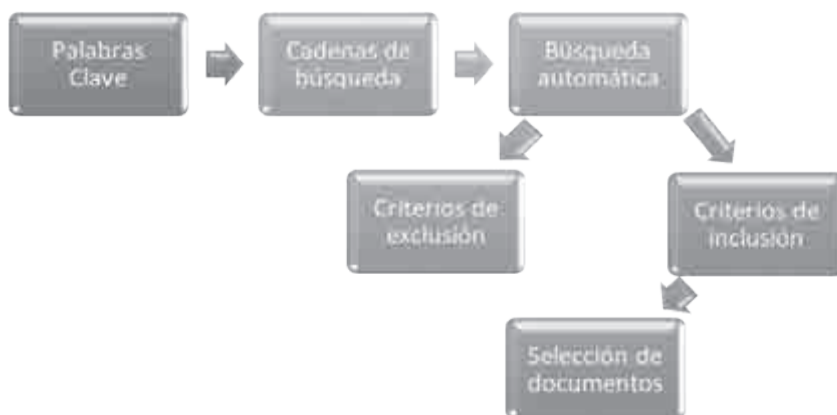 Palabras
Clave
Cadenas de
búsqueda
Búsqueda
automática
Criterios de
exclusión
Criterios de
inclusión
Selección de
documentos